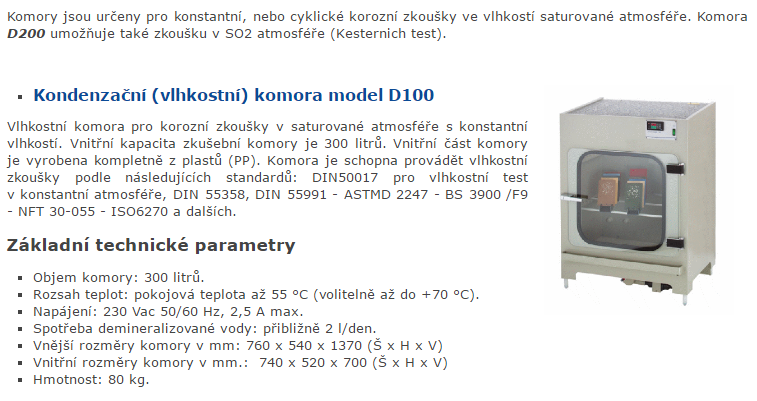 Komory jsou určeny pro konstantní, nebo cyklické korozní zkoušky ve vlhkostí saturované atmosféře. Komora
D200 umožňuje také zkoušku v SO2 atmosféře (Kesternich test).
Kondenzační (vlhkostní) komora model D100
Vlhkostní komora pro korozní zkoušky v saturované atmosféře s konstantní
vlhkostí. Vnitřní kapacita zkušební komory je 300 litrů. Vnitřní část komory
je vyrobena kompletně z plastů (PP). Komora je schopna provádět vlhkostní
zkoušky podle následujících standardů: DIN50017 pro vlhkostní test
v konstantní atmosféře, DIN 55358, DIN 55991 - ASTMD 2247 - BS 3900 /F9
- NFT 30-055 - ISO6270 a dalších.
Základní technické parametry
Objem komory: 300 litrů.
Rozsah teplot: pokojová teplota až 55 °C (volitelně až do +70 °C).
Napájení: 230 Vac 50/60 Hz, 2,5 A max.
Spotřeba demineralizované vody: přibližně 2 l/den.
Vnější rozměry komory v mm: 760 x 540 x 1370 (Š x H x V)
Vnitřní rozměry komory v mm.: 740 x 520 x 700 (Š x H x V)
Hmotnost: 80 kg.